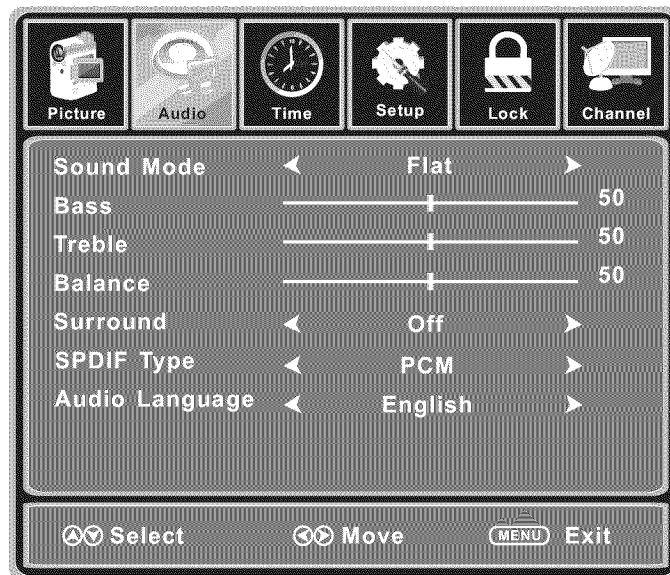 Picture Audio Time Setup Lock Channel
Sound Mode Flat
Bass 50
Treble 50
Balance 50
Surround Off
SPDIF Type PCM
Audio Language English
Select Move MENU Exit